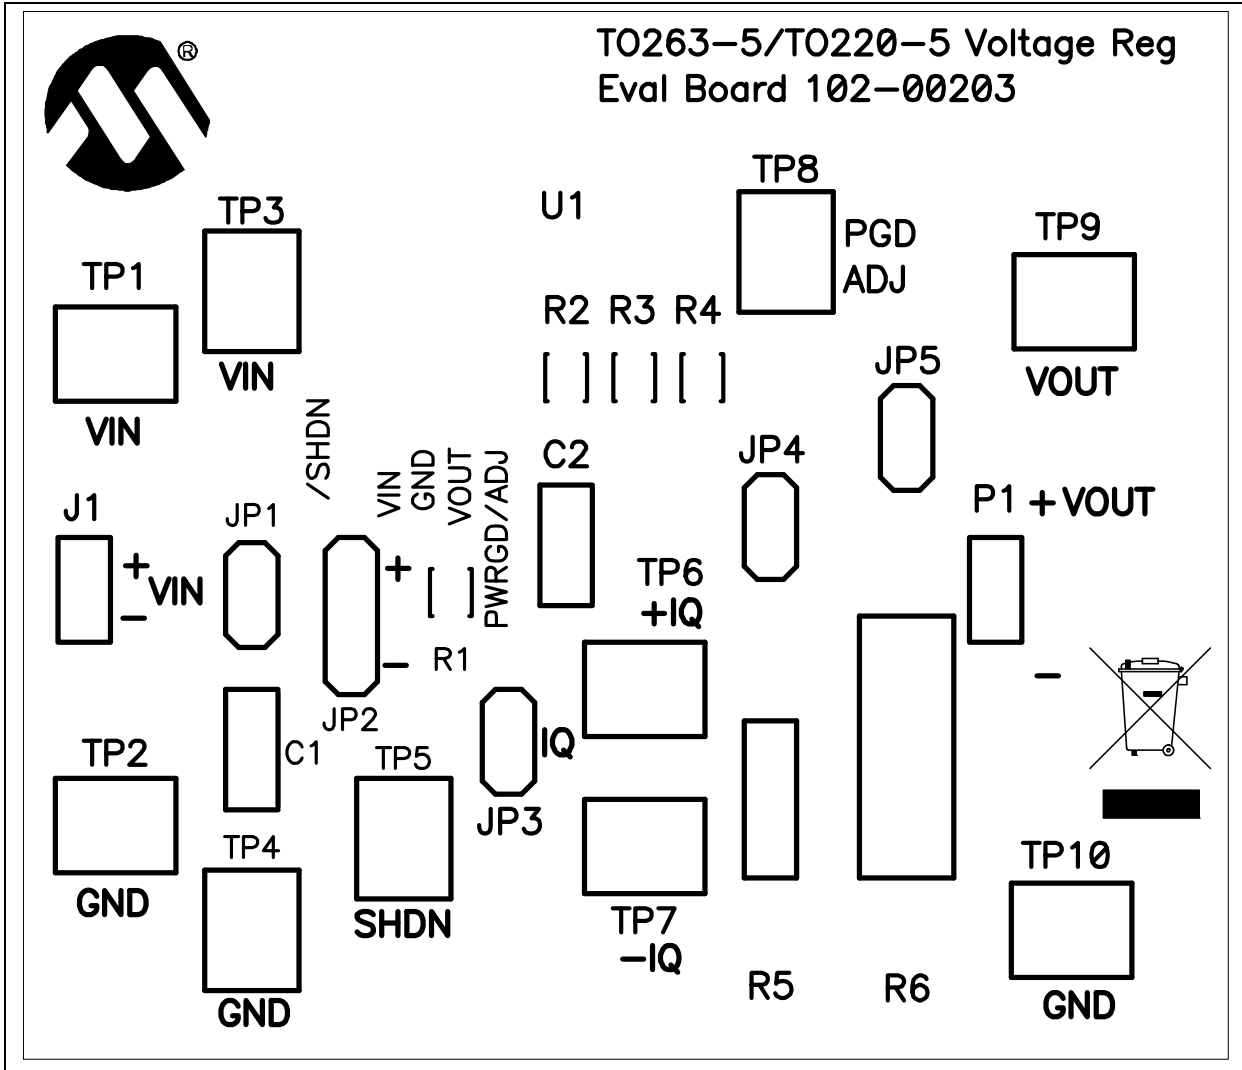 ®
TO263-5/TO220-5 Voltage Reg
Eval Board 102-00203
TP8
TP3
U1
TP9
PGD
TP1
ADJ
R2 R3 R4
JP5
VIN
VOUT
VIN
/SHDN
VIN
GND
VOUT
PWRGD/ADJ
C2
JP4
J1
JP1
P1 + VOUT
+
VIN
-
+
-
TP6
+IQ
R1
-
JP2
TP2
C1
TP5
IQ
JP3
TP4
TP10
GND
SHDN
TP7
-IQ
R5
R6
GND
GND